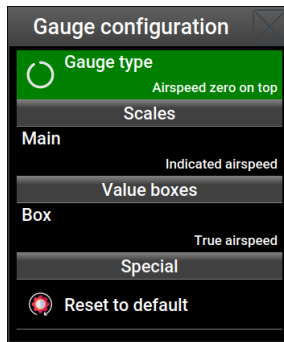 Gauge configuration
Gauge type
Airspeed zero on top
Scales
Main
Indicated airspeed
Value boxes
Box
True airspeed
Special
Reset to default